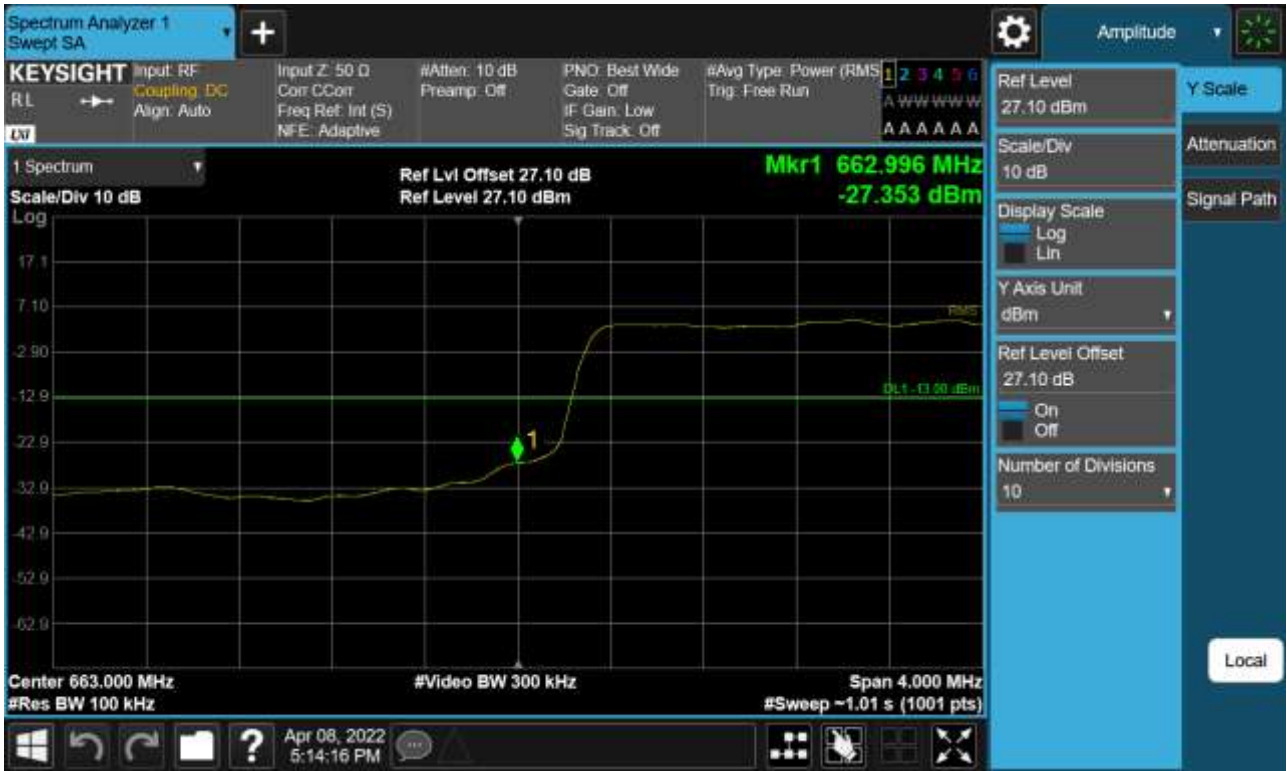 Spectrum Analyzer 1
Swept SA
+
Amplitude
KEYSIGHT
RL
LXI
Input: RF
Coupling: DC
Align: Auto
Input Z: 50 Ω
Corr CCorr
Freq Ref: Int (S)
NFE: Adaptive
#Atten: 10 dB
Preamp: Off
PNO: Best Wide
Gate: Off
IF Gain: Low
Sig Track: Off
#Avg Type: Power (RMS
Trig: Free Run
1 2 3 4 5 6
A W W W W W
A A A A A A
1 Spectrum
Scale/Div 10 dB
Log
Ref Lvl Offset 27.10 dB
Ref Level 27.10 dBm
Mkr1 662.996 MHz
-27.353 dBm
17.1
7.10
RMS
-2.90
DL1 -13.00 dBm
-12.9
1
-22.9
-32.9
-42.9
-52.9
-62.9
Center 663.000 MHz
#Video BW 300 kHz
Span 4.000 MHz
#Res BW 100 kHz
#Sweep ~1.01 s (1001 pts)
Ref Level
27.10 dBm
Scale/Div
10 dB
Display Scale
Log
Lin
Y Axis Unit
dBm
Ref Level Offset
27.10 dB
On
Off
Number of Divisions
10
Y Scale
Attenuation
Signal Path
Local
?
Apr 08, 2022
5:14:16 PM